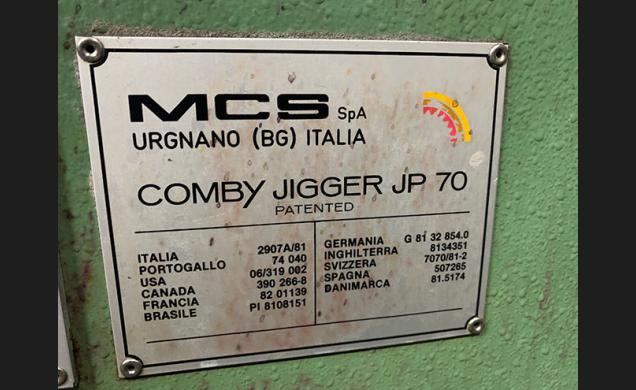 MCS SpA
URGNANO (BG) ITALIA
COMBY JIGGER JP 70
PATENTED
ITALIA 2907A/81
PORTOGALLO 74 040
USA 06/319 002
CANADA 390 266-8
FRANCIA 82 01139
BRASILE PI 8108151
GERMANIA G 81 32 854.0
INGHILTERRA 8134351
SVIZZERA 7070/81-2
SPAGNA 507265
DANIMARCA 81.5174